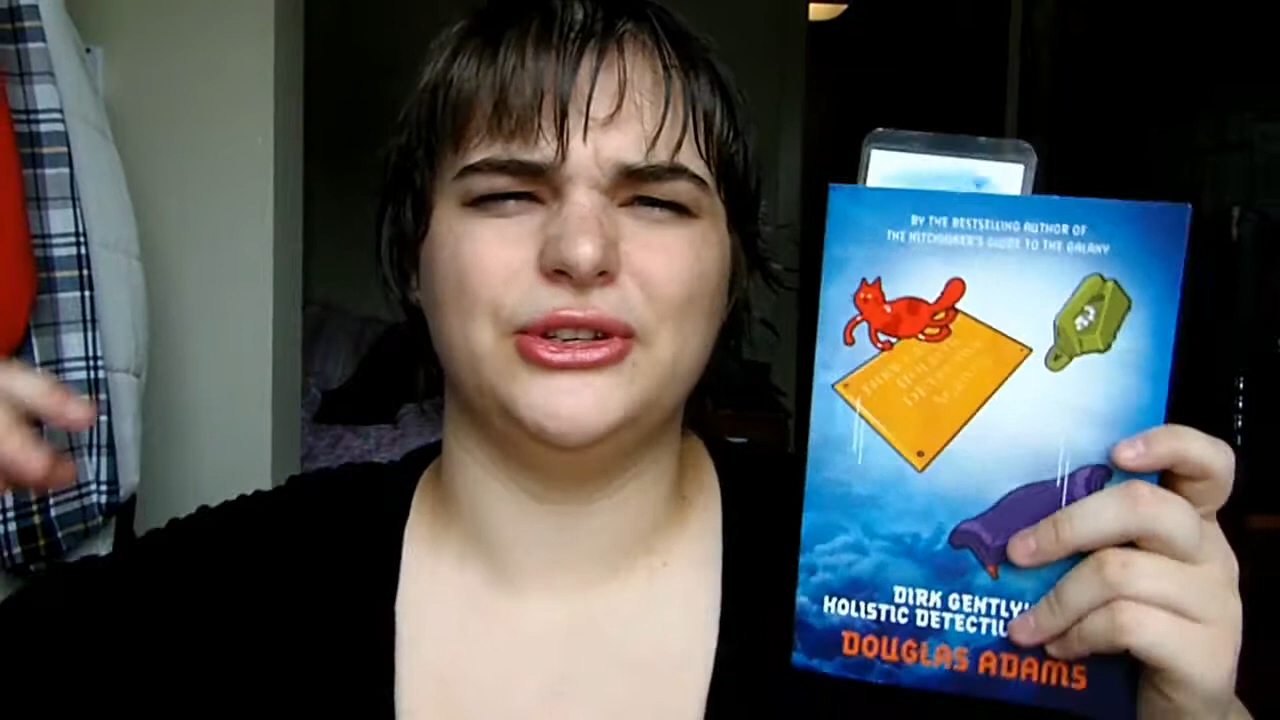 BY THE BESTSELLING AUTHOR OF
THE HITCHHIKER'S GUIDE TO THE GALAXY
DIRK GENTLY'
HOLISTIC DETECTI
DOUGLAS ADAMS